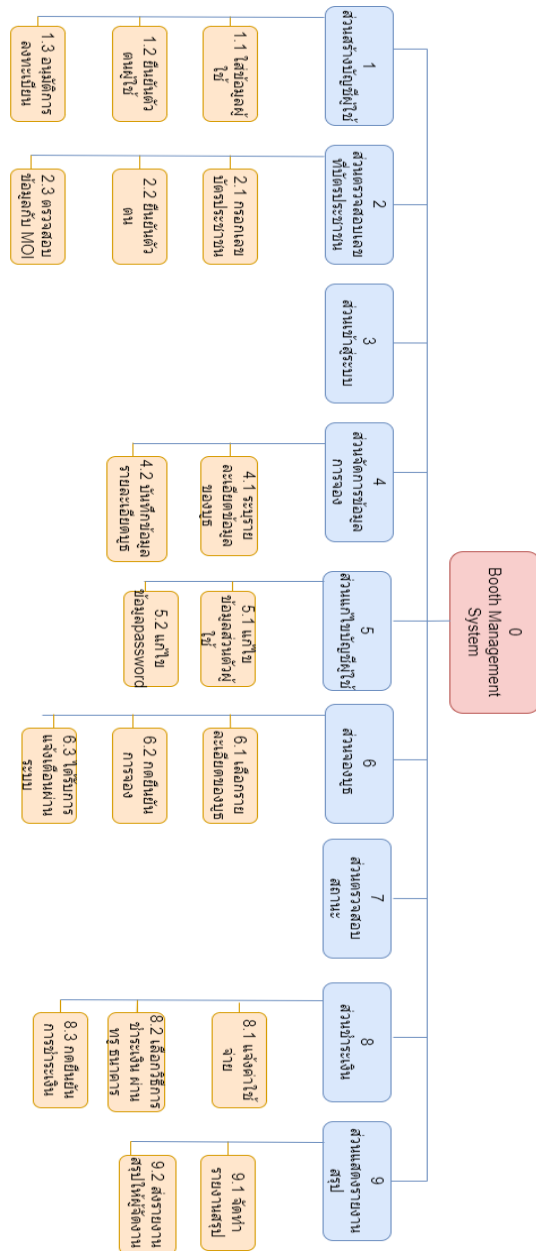 0
Booth Management
System
1
ส่วนสร้างบัญชีผู้ใช้
1.1 ใส่ข้อมูลผู้
ใช้
1.2 ยืนยันตัว
ตนผู้ใช้
1.3 อนุมัติการ
ลงทะเบียน
2
ส่วนตรวจสอบเลข
ที่บัตรประชาชน
2.1 กรอกเลข
บัตรประชาชน
2.2 ยืนยันตัว
ตน
2.3 ตรวจสอบ
ข้อมูลกับ MOI
3
ส่วนเข้าสู่ระบบ
4
ส่วนจัดการข้อมูล
การจอง
4.1 ระบุราย
ละเอียดข้อมูล
ของบูธ
4.2 บันทึกข้อมูล
รายละเอียดบูธ
5
ส่วนแก้ไขบัญชีผู้ใช้
5.1 แก้ไข
ข้อมูลส่วนตัวผู้
ใช้
5.2 แก้ไข
ข้อมูลpassword
6
ส่วนจองบูธ
6.1 เลือกราย
ละเอียดของบูธ
6.2 กดยืนยัน
การจอง
6.3 ได้รับการ
แจ้งเตือนผ่าน
ระบบ
7
ส่วนตรวจสอบ
สถานะ
8
ส่วนชำระเงิน
8.1 แจ้งค่าใช้
จ่าย
8.2 เลือกวิธีการ
ชำระเงิน ผ่าน
ทรู ธนาคาร
8.3 กดยืนยัน
การชำระเงิน
9
ส่วนแสดงรายงาน
สรุป
9.1 จัดทำ
รายงานสรุป
9.2 ส่งรายงาน
สรุปให้ผู้จัดงาน